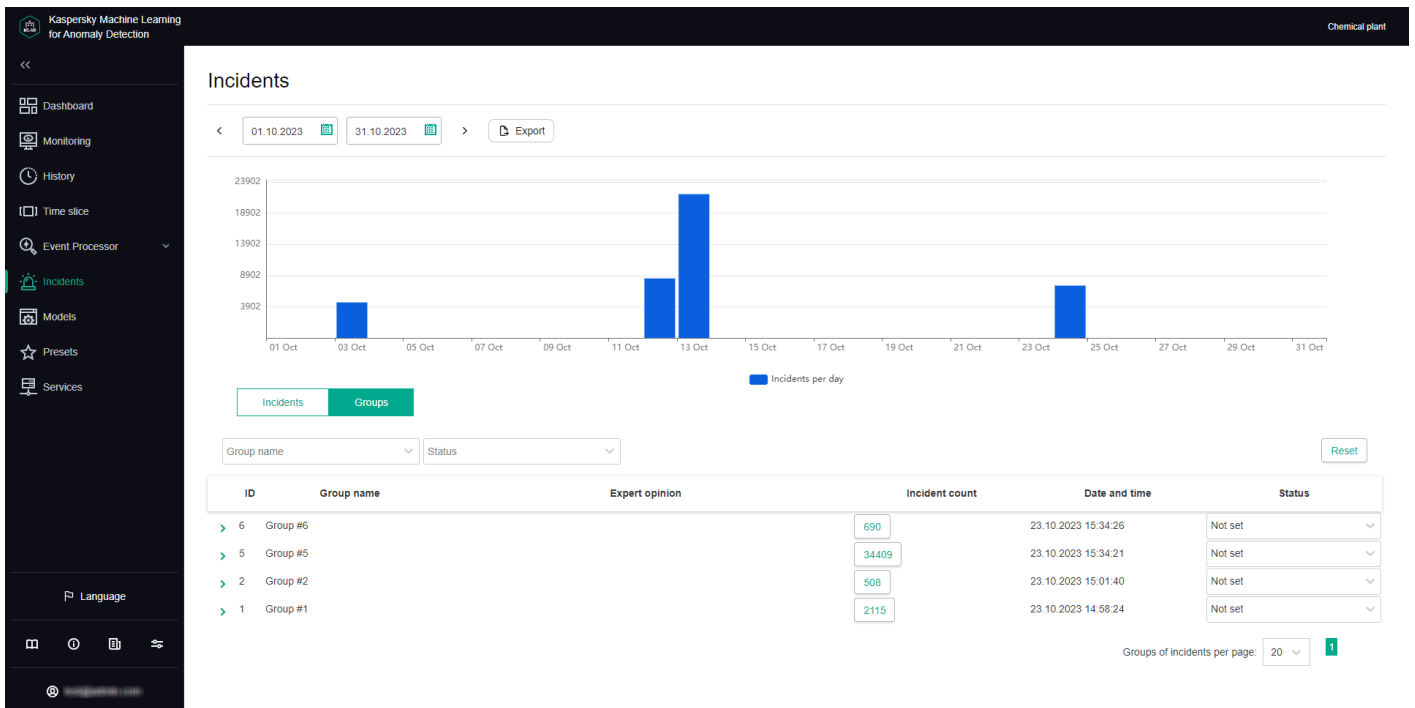 Kaspersky Machine Learning
for Anomaly Detection
Chemical plant
Dashboard
Monitoring
History
Time slice
Event Processor
Incidents
Models
Presets
Services
Language
Incidents
01.10.2023
31.10.2023
Export
23902
18902
13902
8902
3902
01 Oct 03 Oct 05 Oct 07 Oct 09 Oct 11 Oct 13 Oct 15 Oct 17 Oct 19 Oct 21 Oct 23 Oct 25 Oct 27 Oct 29 Oct 31 Oct
Incidents per day
Incidents Groups
Group name Status Reset
ID Group name Expert opinion Incident count Date and time Status
6 Group #6 690 23.10.2023 15:34:26 Not set
5 Group #5 34409 23.10.2023 15:34:21 Not set
2 Group #2 508 23.10.2023 15:01:40 Not set
1 Group #1 2115 23.10.2023 14:58:24 Not set
Groups of incidents per page: 20 1